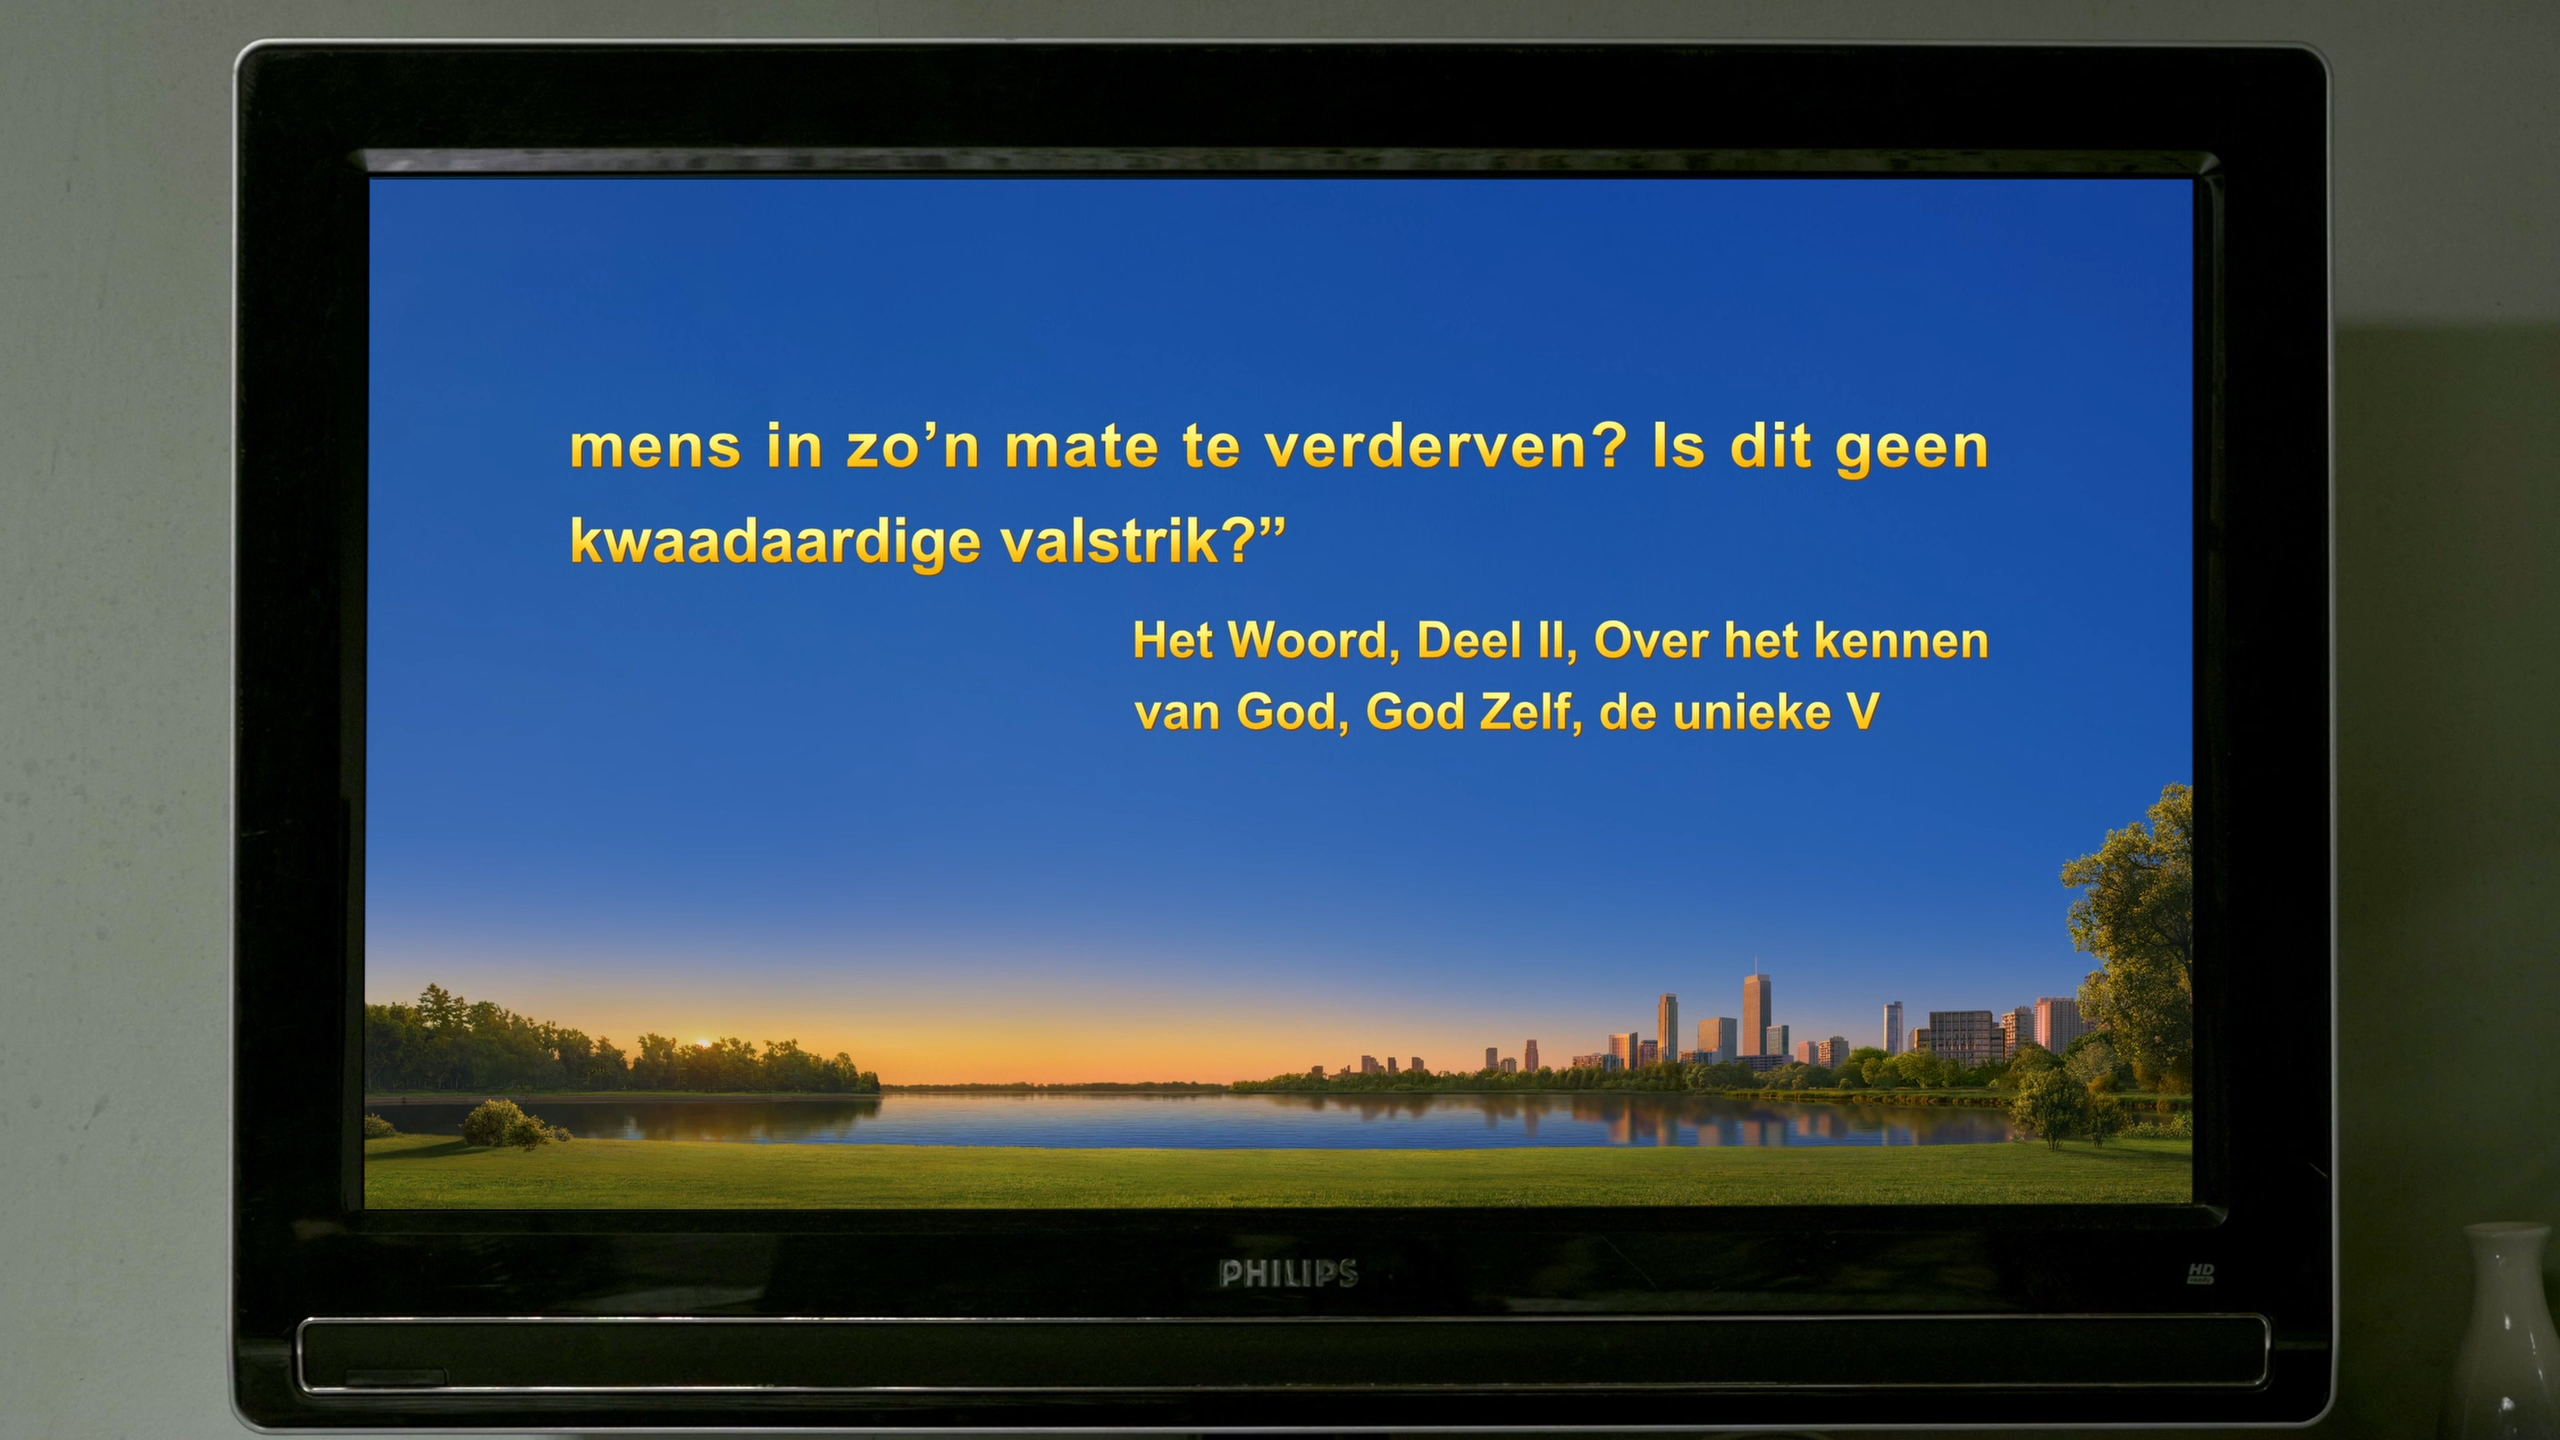 mens in zo’n mate te verderven? Is dit geen
kwaadaardige valstrik?”
Het Woord, Deel II, Over het kennen
van God, God Zelf, de unieke V
PHILIPS
HD
ready